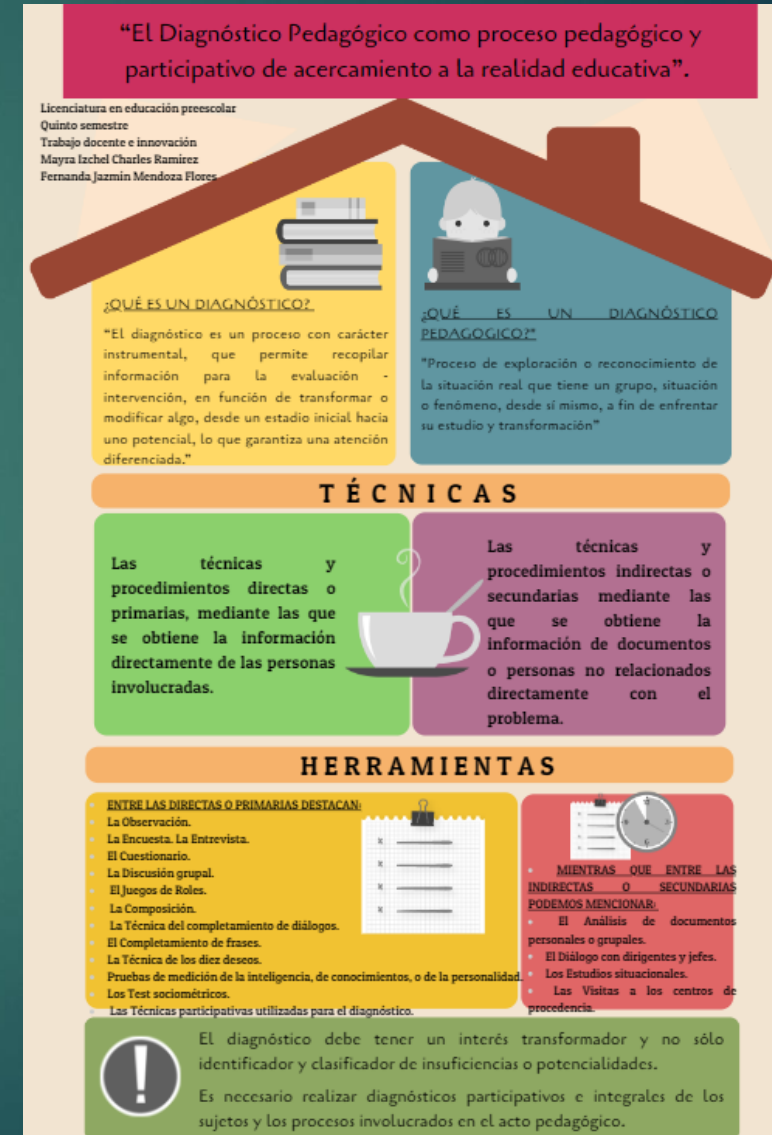 “El Diagnóstico Pedagógico como proceso pedagógico y
participativo de acercamiento a la realidad educativa”.
Licenciatura en educación preescolar
Quinto semestre
Trabajo docente e innovación
Mayra Izchel Charles Ramirez
Fernanda Jazmin Mendoza Flores
¿QUÉ ES UN DIAGNÓSTICO?
“El diagnóstico es un proceso con carácter
instrumental, que permite recopilar
información para la evaluación -
intervención, en función de transformar o
modificar algo, desde un estadio inicial hacia
uno potencial, lo que garantiza una atención
diferenciada.”
¿QUÉ ES UN DIAGNÓSTICO
PEDAGOGICO?"
"Proceso de exploración o reconocimiento de
la situación real que tiene un grupo, situación
o fenómeno, desde sí mismo, a fin de enfrentar
su estudio y transformación”
TÉCNICAS
Las técnicas y
procedimientos directas o
primarias, mediante las que
se obtiene la información
directamente de las personas
involucradas.
Las técnicas y
procedimientos indirectas o
secundarias mediante las
que se obtiene la
información de documentos
o personas no relacionados
directamente con el
problema.
HERRAMIENTAS
ENTRE LAS DIRECTAS O PRIMARIAS DESTACAN:
La Observación.
La Encuesta. La Entrevista.
El Cuestionario.
La Discusión grupal.
El Juegos de Roles.
La Composición.
La Técnica del completamiento de diálogos.
El Completamiento de frases.
La Técnica de los diez deseos.
Pruebas de medición de la inteligencia, de conocimientos, o de la personalidad.
Los Test sociométricos.
Las Técnicas participativas utilizadas para el diagnóstico.
MIENTRAS QUE ENTRE LAS
INDIRECTAS O SECUNDARIAS
PODEMOS MENCIONAR:
El Análisis de documentos
personales o grupales.
El Diálogo con dirigentes y jefes.
Los Estudios situacionales.
Las Visitas a los centros de
procedencia.
El diagnóstico debe tener un interés transformador y no sólo
identificador y clasificador de insuficiencias o potencialidades.
Es necesario realizar diagnósticos participativos e integrales de los
sujetos y los procesos involucrados en el acto pedagógico.